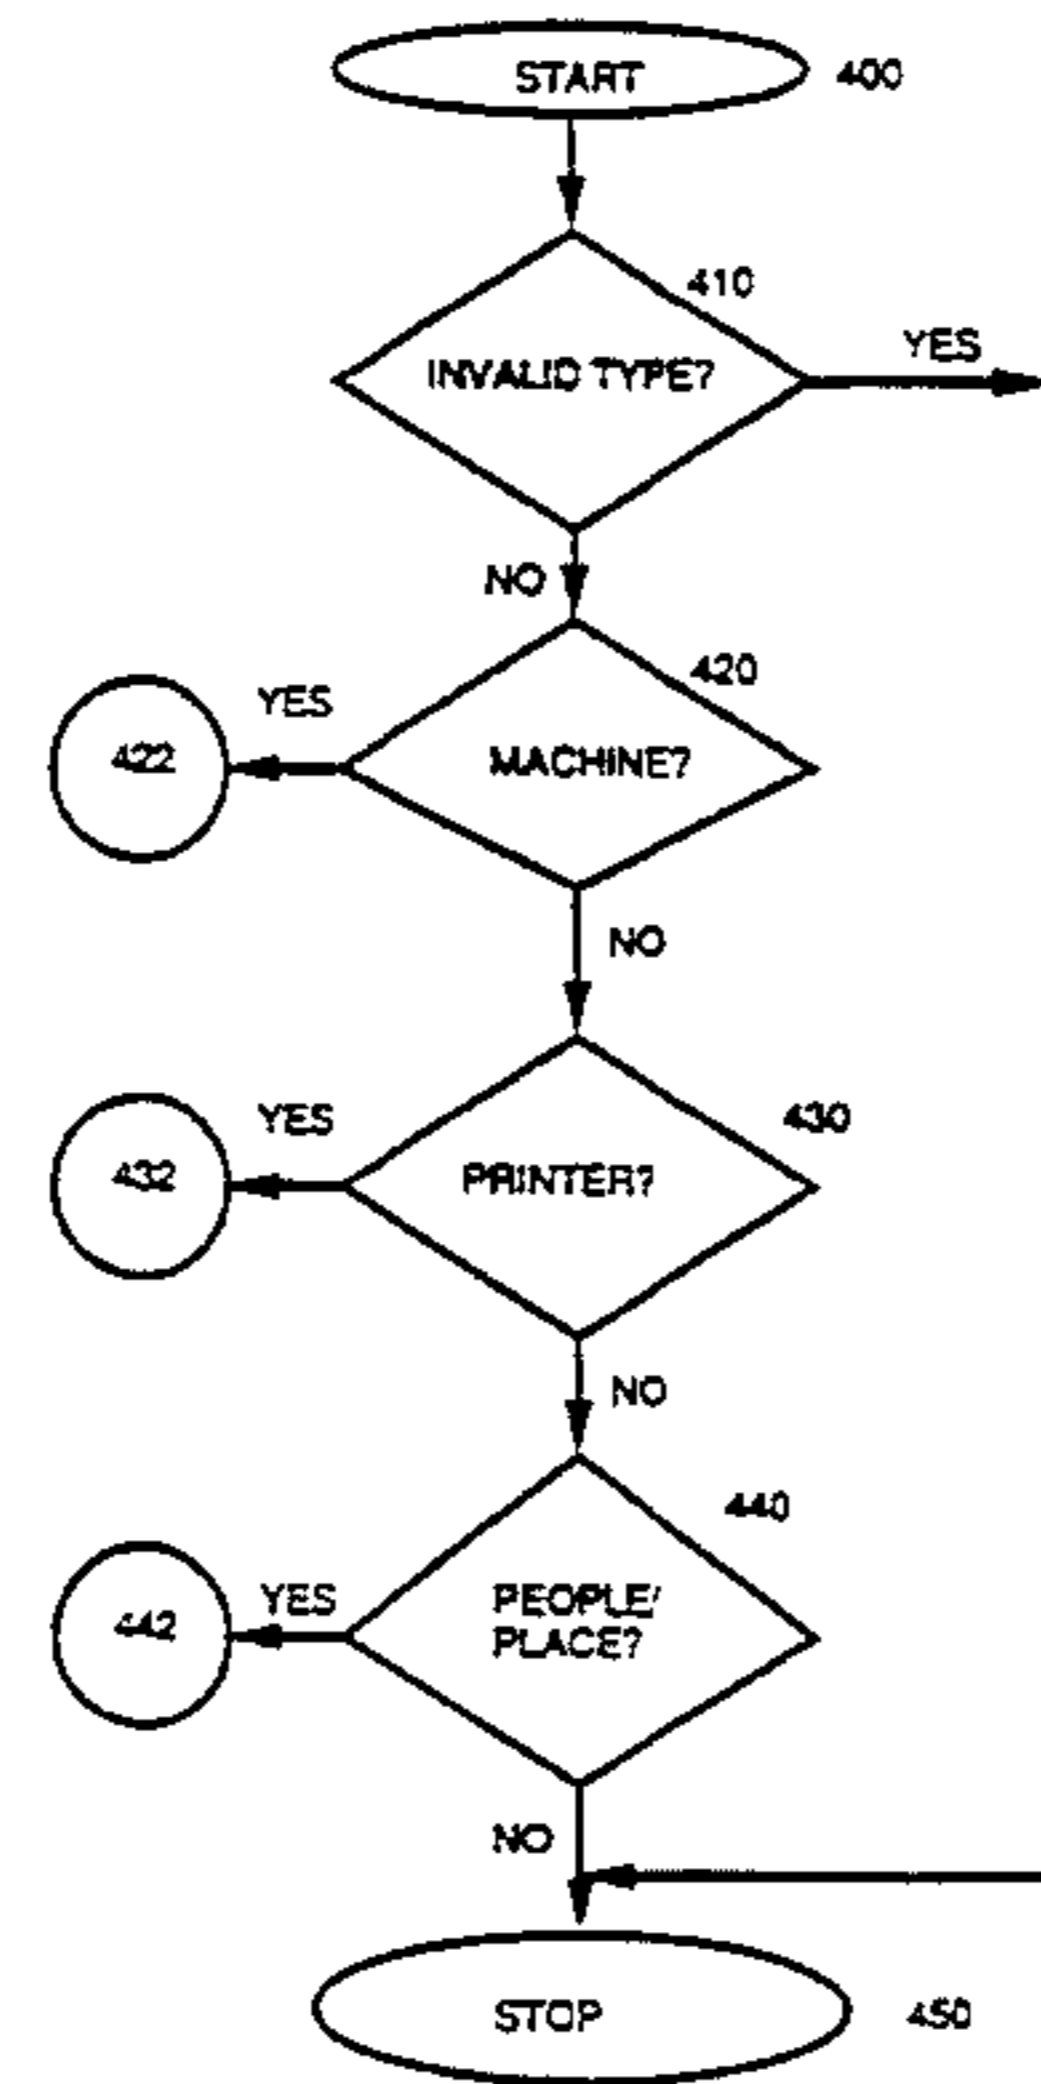 START 400
410
INVALID TYPE? YES
NO
420
YES
422 MACHINE?
NO
YES 430
432 PRINTER?
NO
440
YES PEOPLE/
442 PLACE?
NO
STOP 450